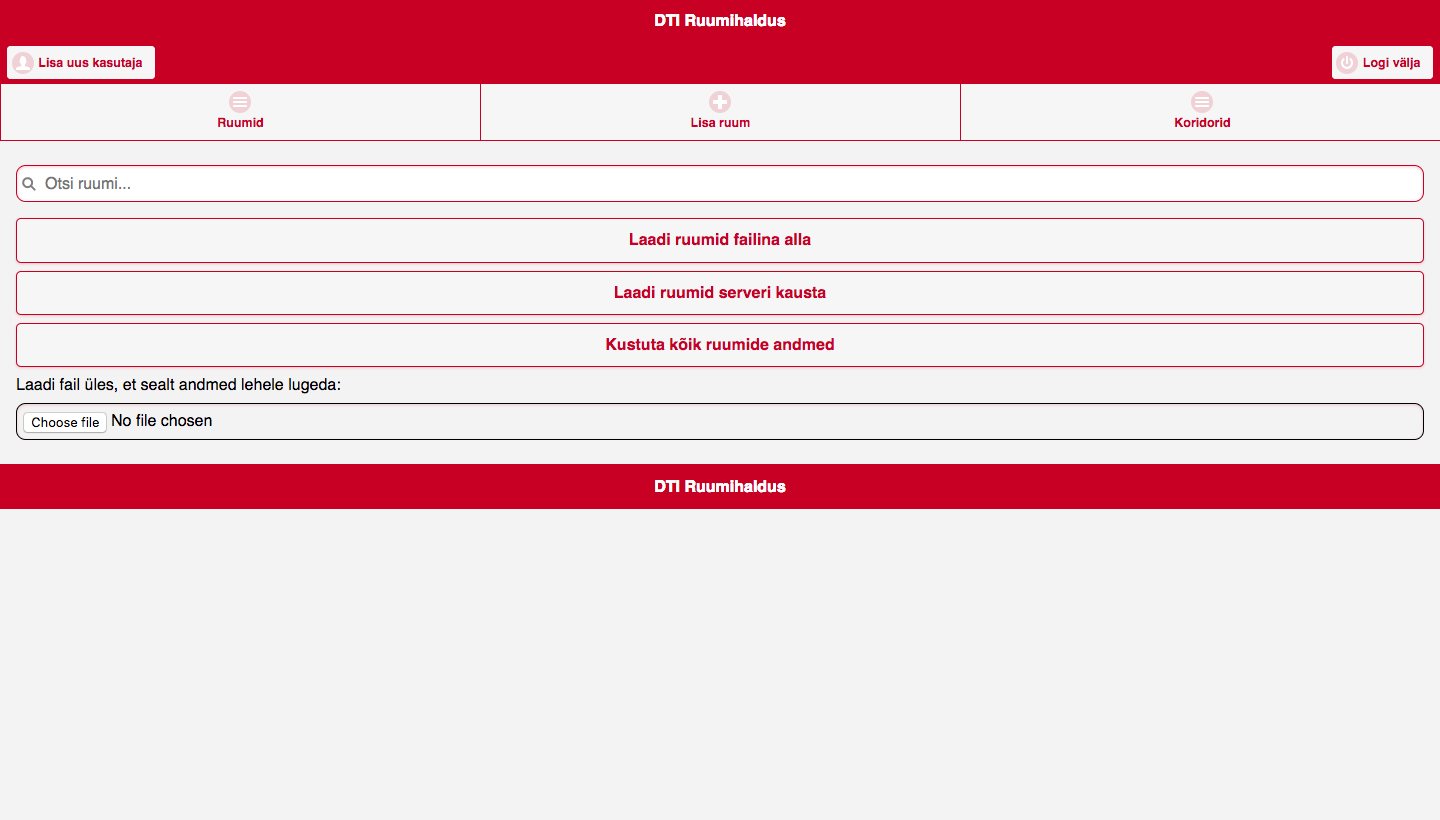 DTI Ruumihaldus
Lisa uus kasutaja
Logi välja
Ruumid
Lisa ruum
Koridorid
Otsi ruumi...
Laadi ruumid failina alla
Laadi ruumid serveri kausta
Kustuta kõik ruumide andmed
Laadi fail üles, et sealt andmed lehele lugeda:
Choose file No file chosen
DTI Ruumihaldus